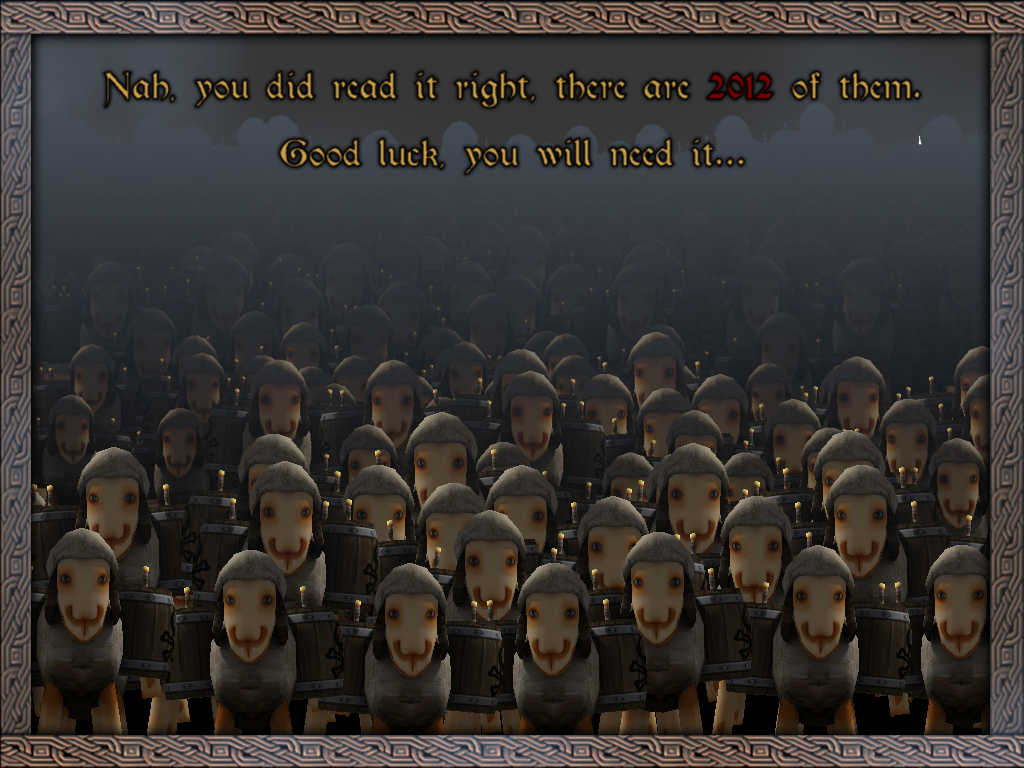 Nah, you did read it right, there are 2012 of them.
Good luck, you will need it...